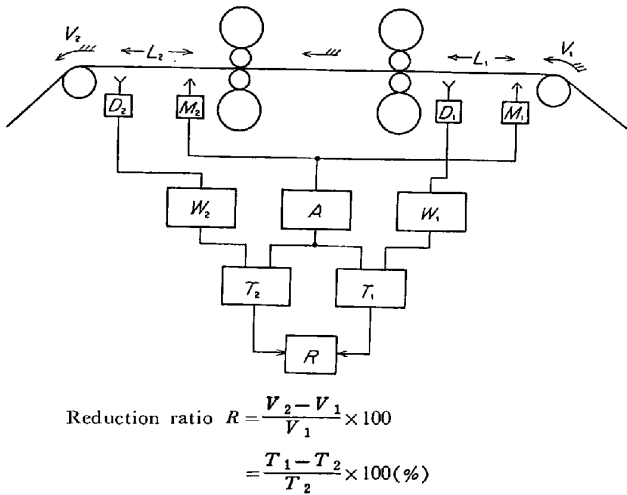 V₂
L₂
L₁
V₁
D₂
M₂
D₁
M₁
W₂
A
W₁
T₂
T₁
R
Reduction ratio R = (V₂ − V₁) / V₁ × 100
= (T₁ − T₂) / T₂ × 100(%)